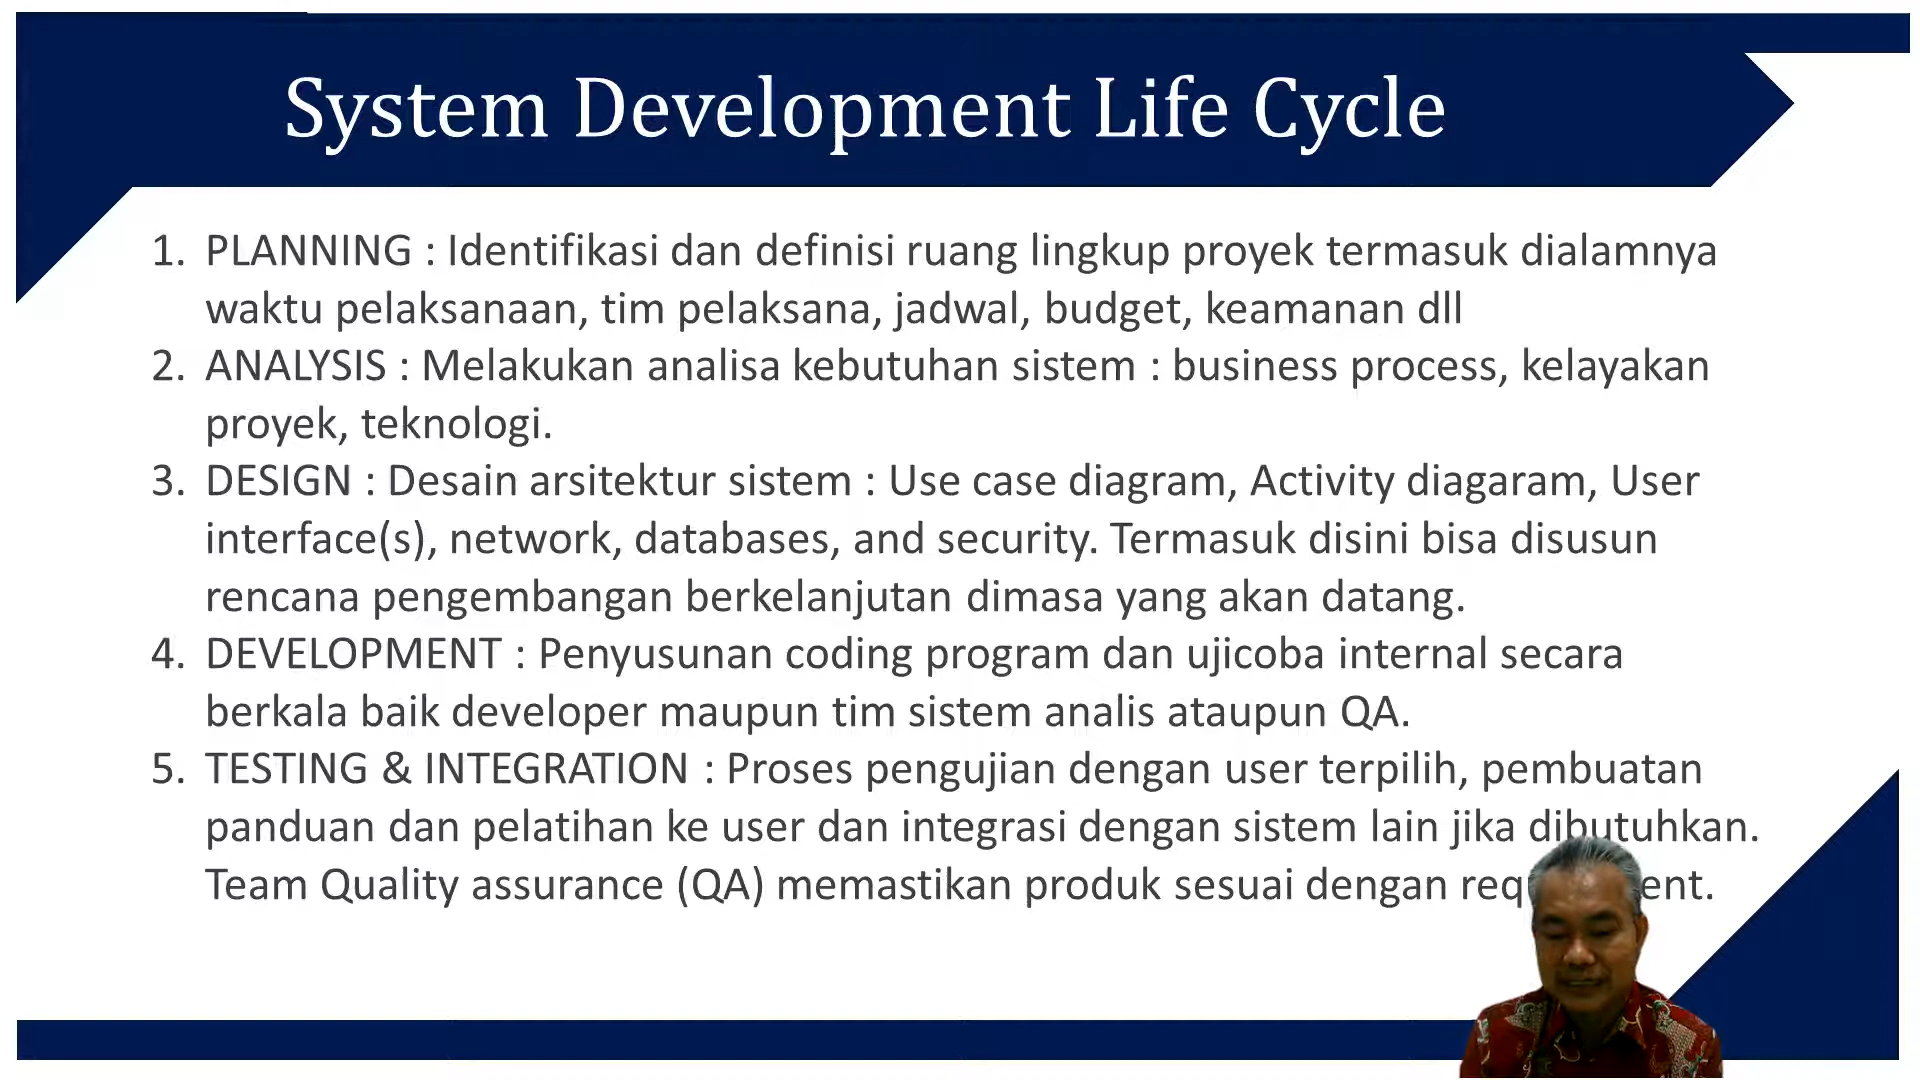 System Development Life Cycle
1. PLANNING : Identifikasi dan definisi ruang lingkup proyek termasuk dialamnya
waktu pelaksanaan, tim pelaksana, jadwal, budget, keamanan dll
2. ANALYSIS : Melakukan analisa kebutuhan sistem : business process, kelayakan
proyek, teknologi.
3. DESIGN : Desain arsitektur sistem : Use case diagram, Activity diagaram, User
interface(s), network, databases, and security. Termasuk disini bisa disusun
rencana pengembangan berkelanjutan dimasa yang akan datang.
4. DEVELOPMENT : Penyusunan coding program dan ujicoba internal secara
berkala baik developer maupun tim sistem analis ataupun QA.
5. TESTING & INTEGRATION : Proses pengujian dengan user terpilih, pembuatan
panduan dan pelatihan ke user dan integrasi dengan sistem lain jika dibutuhkan.
Team Quality assurance (QA) memastikan produk sesuai dengan